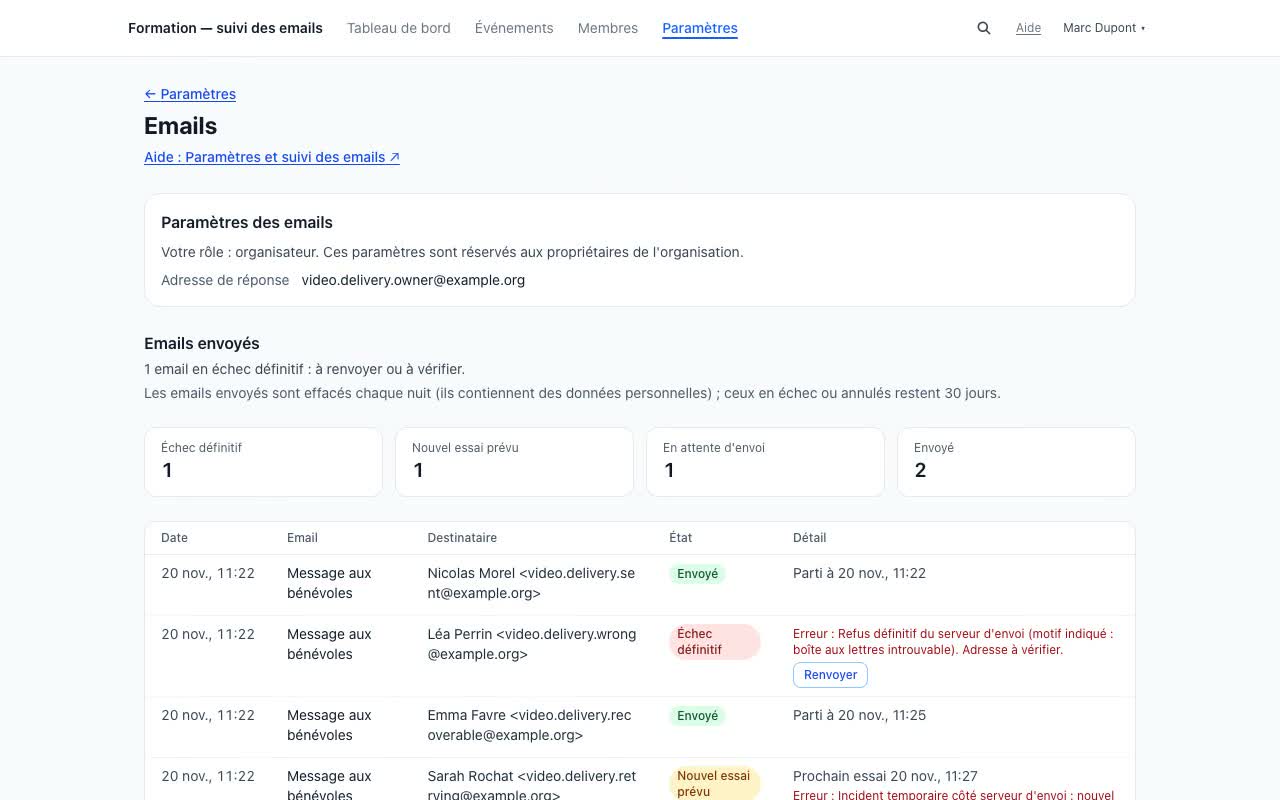 Formation — suivi des emails Tableau de bord Événements Membres Paramètres Aide Marc Dupont
← Paramètres
Emails
Aide : Paramètres et suivi des emails ↗
Paramètres des emails
Votre rôle : organisateur. Ces paramètres sont réservés aux propriétaires de l'organisation.
Adresse de réponse video.delivery.owner@example.org
Emails envoyés
1 email en échec définitif : à renvoyer ou à vérifier.
Les emails envoyés sont effacés chaque nuit (ils contiennent des données personnelles) ; ceux en échec ou annulés restent 30 jours.
Échec définitif
1
Nouvel essai prévu
1
En attente d'envoi
1
Envoyé
2
Date Email Destinataire État Détail
20 nov., 11:22 Message aux Nicolas Morel <video.delivery.se Envoyé Parti à 20 nov., 11:22
bénévoles nt@example.org>
20 nov., 11:22 Message aux Léa Perrin <video.delivery.wrong Échec Erreur : Refus définitif du serveur d'envoi (motif indiqué :
bénévoles @example.org> définitif boîte aux lettres introuvable). Adresse à vérifier.
Renvoyer
20 nov., 11:22 Message aux Emma Favre <video.delivery.rec Envoyé Parti à 20 nov., 11:25
bénévoles overable@example.org>
20 nov., 11:22 Message aux Sarah Rochat <video.delivery.ret Nouvel essai Prochain essai 20 nov., 11:27
bénévoles rying@example.org> prévu Erreur : Incident temporaire côté serveur d'envoi : nouvel